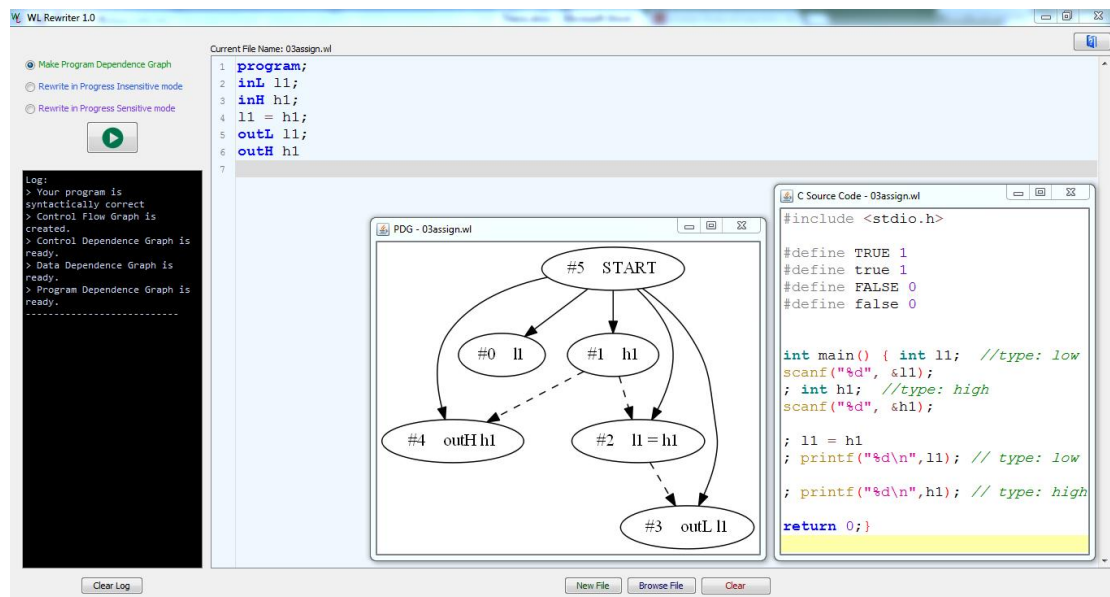 WL Rewriter 1.0
Current File Name: 03assign.wl
Make Program Dependence Graph
Rewrite in Progress Insensitive mode
Rewrite in Progress Sensitive mode
1 program;
2 inL l1;
3 inH h1;
4 l1 = h1;
5 outL l1;
6 outH h1
7
Log:
> Your program is
syntactically correct
> Control Flow Graph is
created.
> Control Dependence Graph is
ready.
> Data Dependence Graph is
ready.
> Program Dependence Graph is
ready.
---------------------------
PDG - 03assign.wl
#5 START
#0 l1
#1 h1
#4 outH h1
#2 l1 = h1
#3 outL l1
C Source Code - 03assign.wl
#include <stdio.h>
#define TRUE 1
#define true 1
#define FALSE 0
#define false 0
int main() { int l1; //type: low
scanf("%d", &l1);
; int h1; //type: high
scanf("%d", &h1);
; l1 = h1
; printf("%d\n",l1); // type: low
; printf("%d\n",h1); // type: high
return 0;}
Clear Log
New File
Browse File
Clear